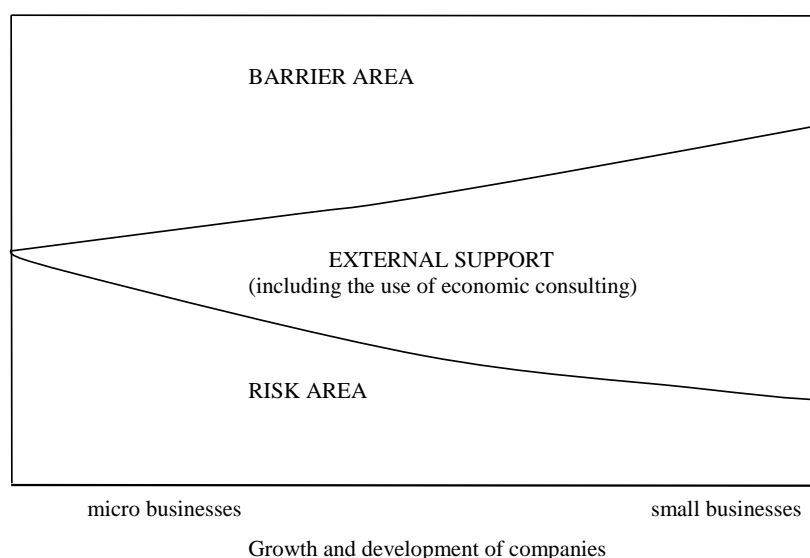 BARRIER AREA
EXTERNAL SUPPORT
(including the use of economic consulting)
RISK AREA
micro businesses
small businesses
Growth and development of companies